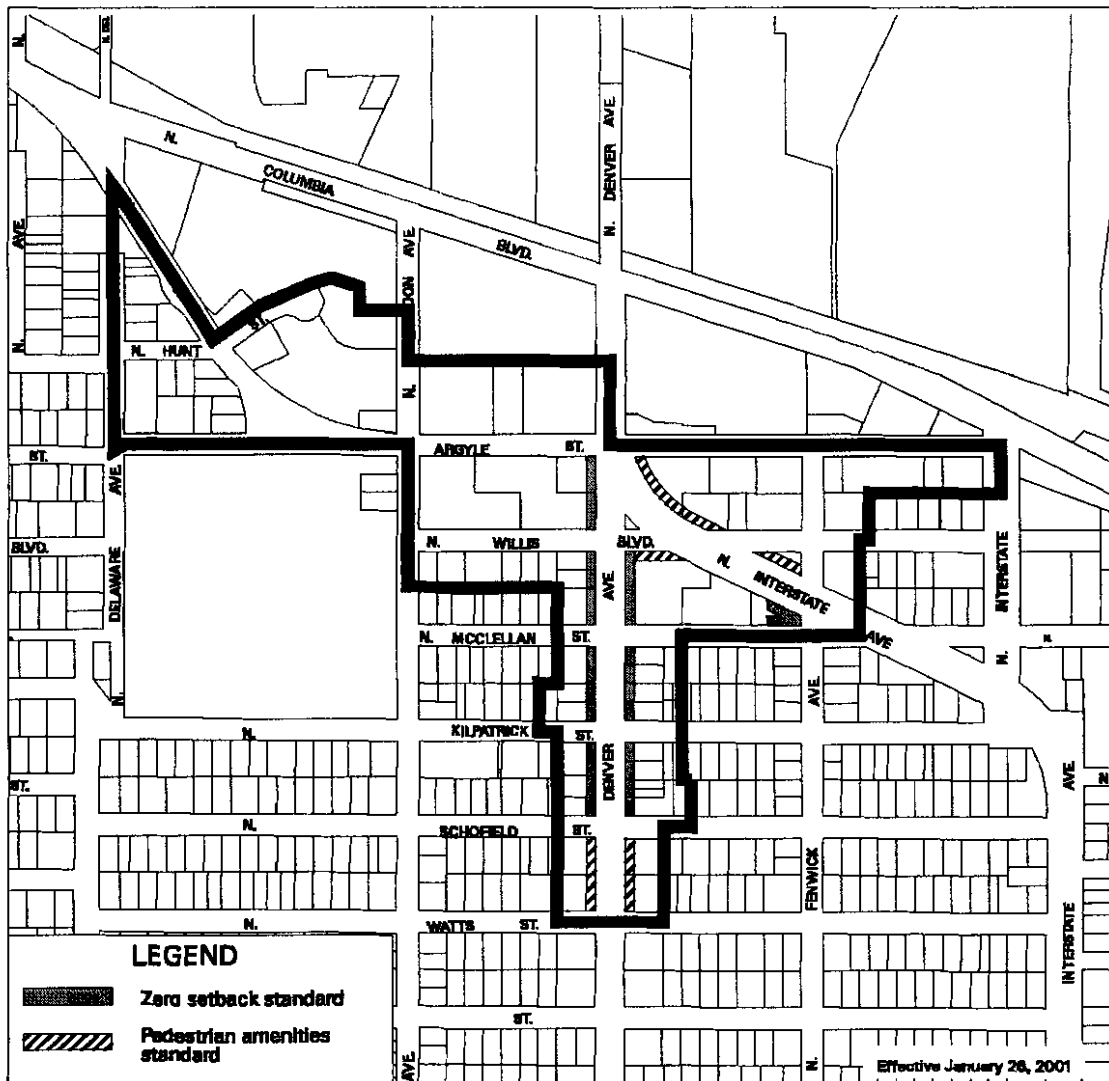 N.
N.
AVE.
N.
N.
COLUMBIA
BLVD.
N. DENVER AVE.
AVE.
DON
N.
ST.
N. HUNT
ST.
AVE.
BLVD.
DELAWARE
N.
ARGYLE ST.
N. WILLIS BLVD.
AVE.
N. INTERSTATE AVE
INTERSTATE
N.
N. MCCLELLAN ST.
KILPATRICK ST.
N.
DENVER
AVE.
ST.
N.
SCHOFIELD ST.
FENWICK
AVE.
N
N.
WATTS ST.
INTERSTATE
ST.
AVE.
N.
LEGEND
Zero setback standard
Pedestrian amenities
standard
Effective January 26, 2001